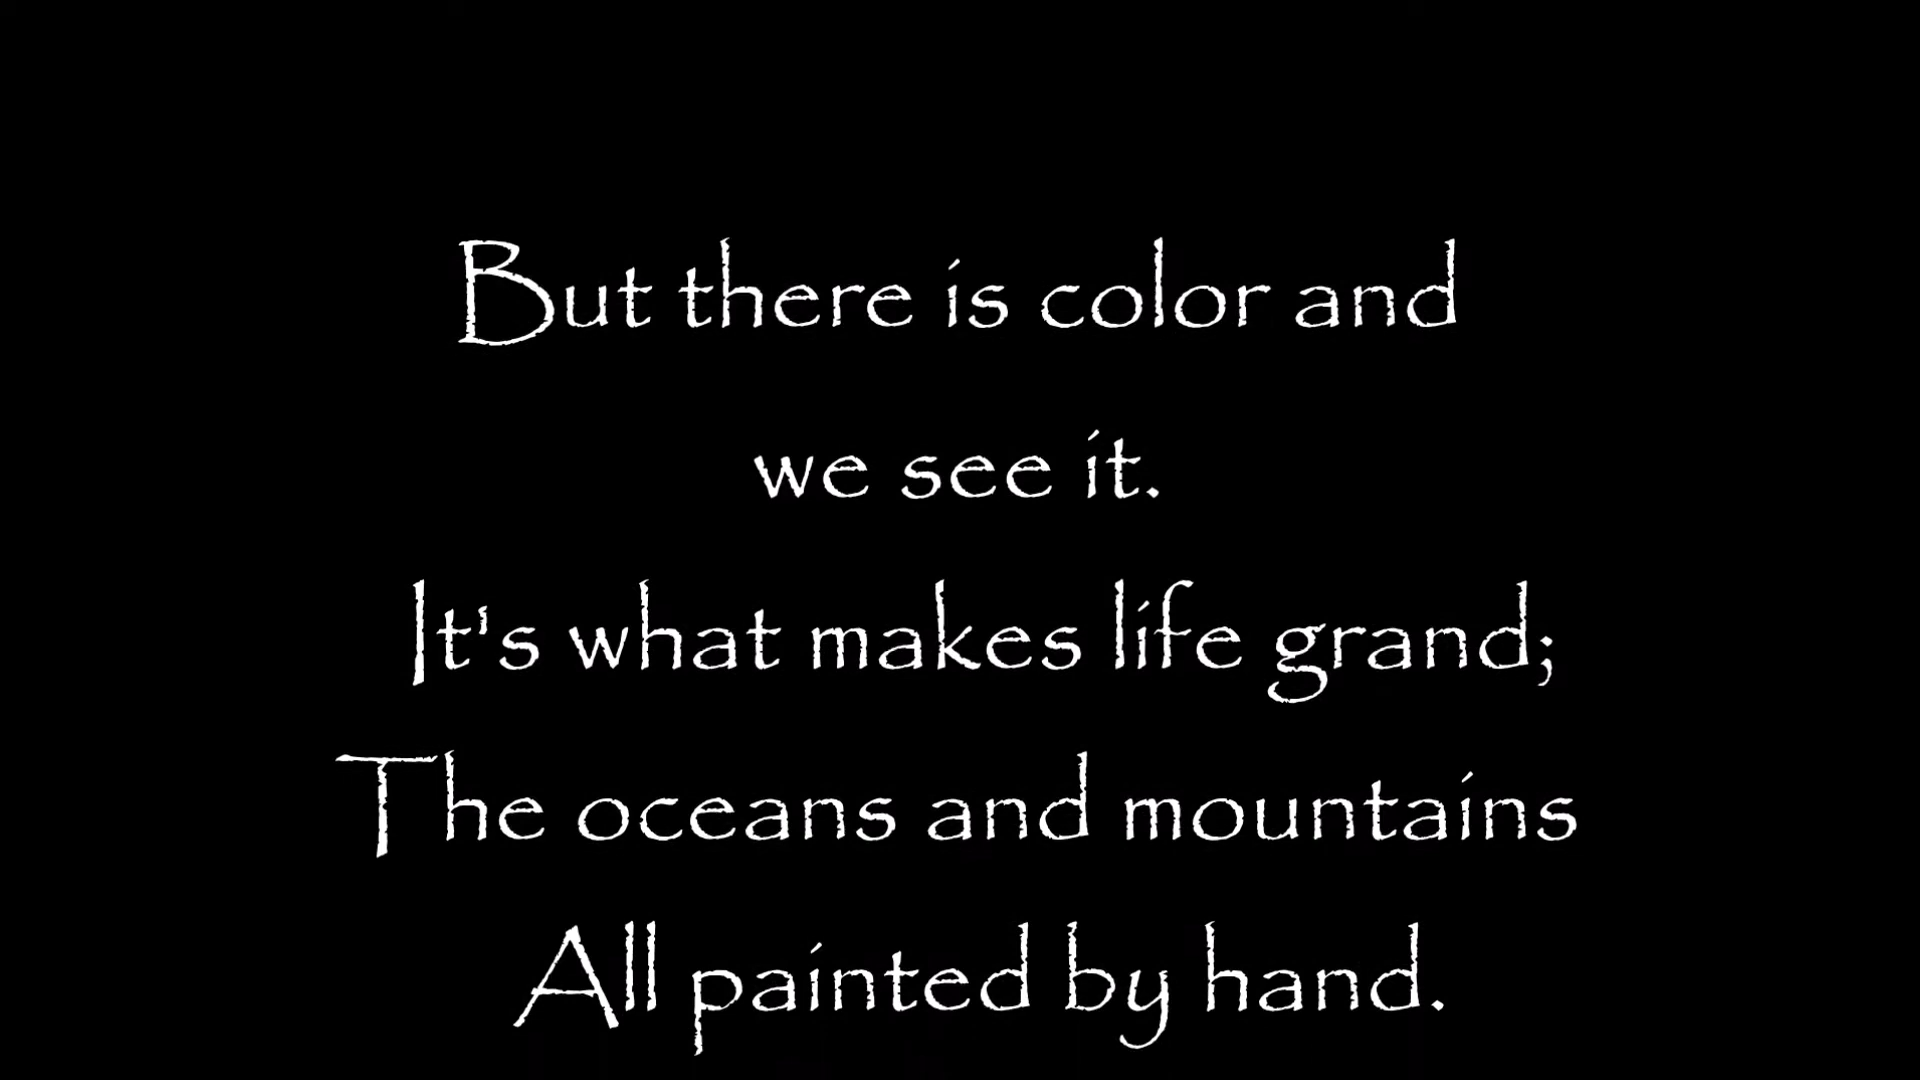 But there is color and
we see it.
It's what makes life grand;
The oceans and mountains
All painted by hand.